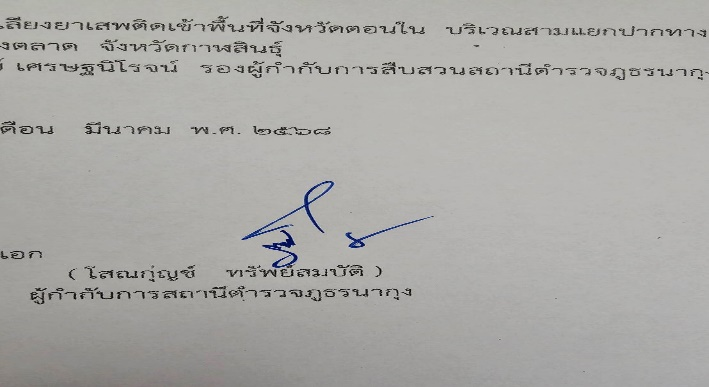 เลียงยาเสพติดเข้าพื้นที่จังหวัดตอนใน บริเวณสามแยกปากทาง
งตลาด จังหวัดกาฬสินธุ์
์ เศรษฐนิโรจน์ รองผู้กำกับการสืบสวนสถานีตำรวจภูธรนากุง
ดือน มีนาคม พ.ศ. ๒๕๖๘
เอก
( โสณกุ่ญช์ ทรัพย์สมบัติ )
ผู้กำกับการสถานีตำรวจภูธรนากุง